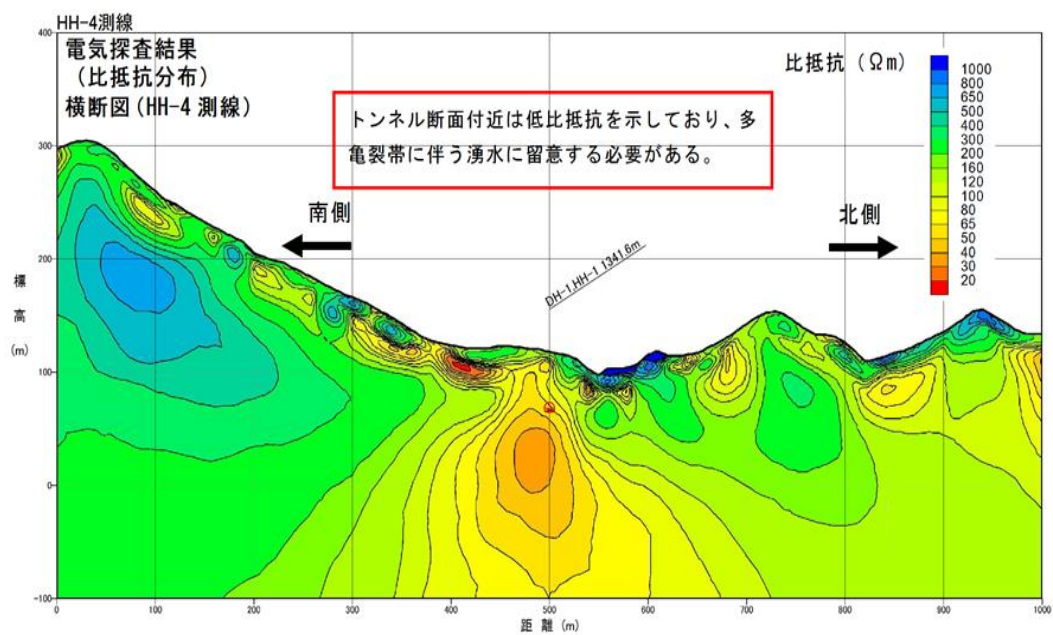 HH-4測線
電気探査結果
(比抵抗分布)
横断図(HH-4 測線)
比抵抗 (Ωm)
1000
800
650
500
400
300
200
160
120
100
80
65
50
40
30
20
トンネル断面付近は低比抵抗を示しており、多
亀裂帯に伴う湧水に留意する必要がある。
南側
北側
DH-1,HH-1 1341.6m
標高
(m)
400
300
200
100
0
-100
0
100
200
300
400
500
600
700
800
900
1000
距 離 (m)